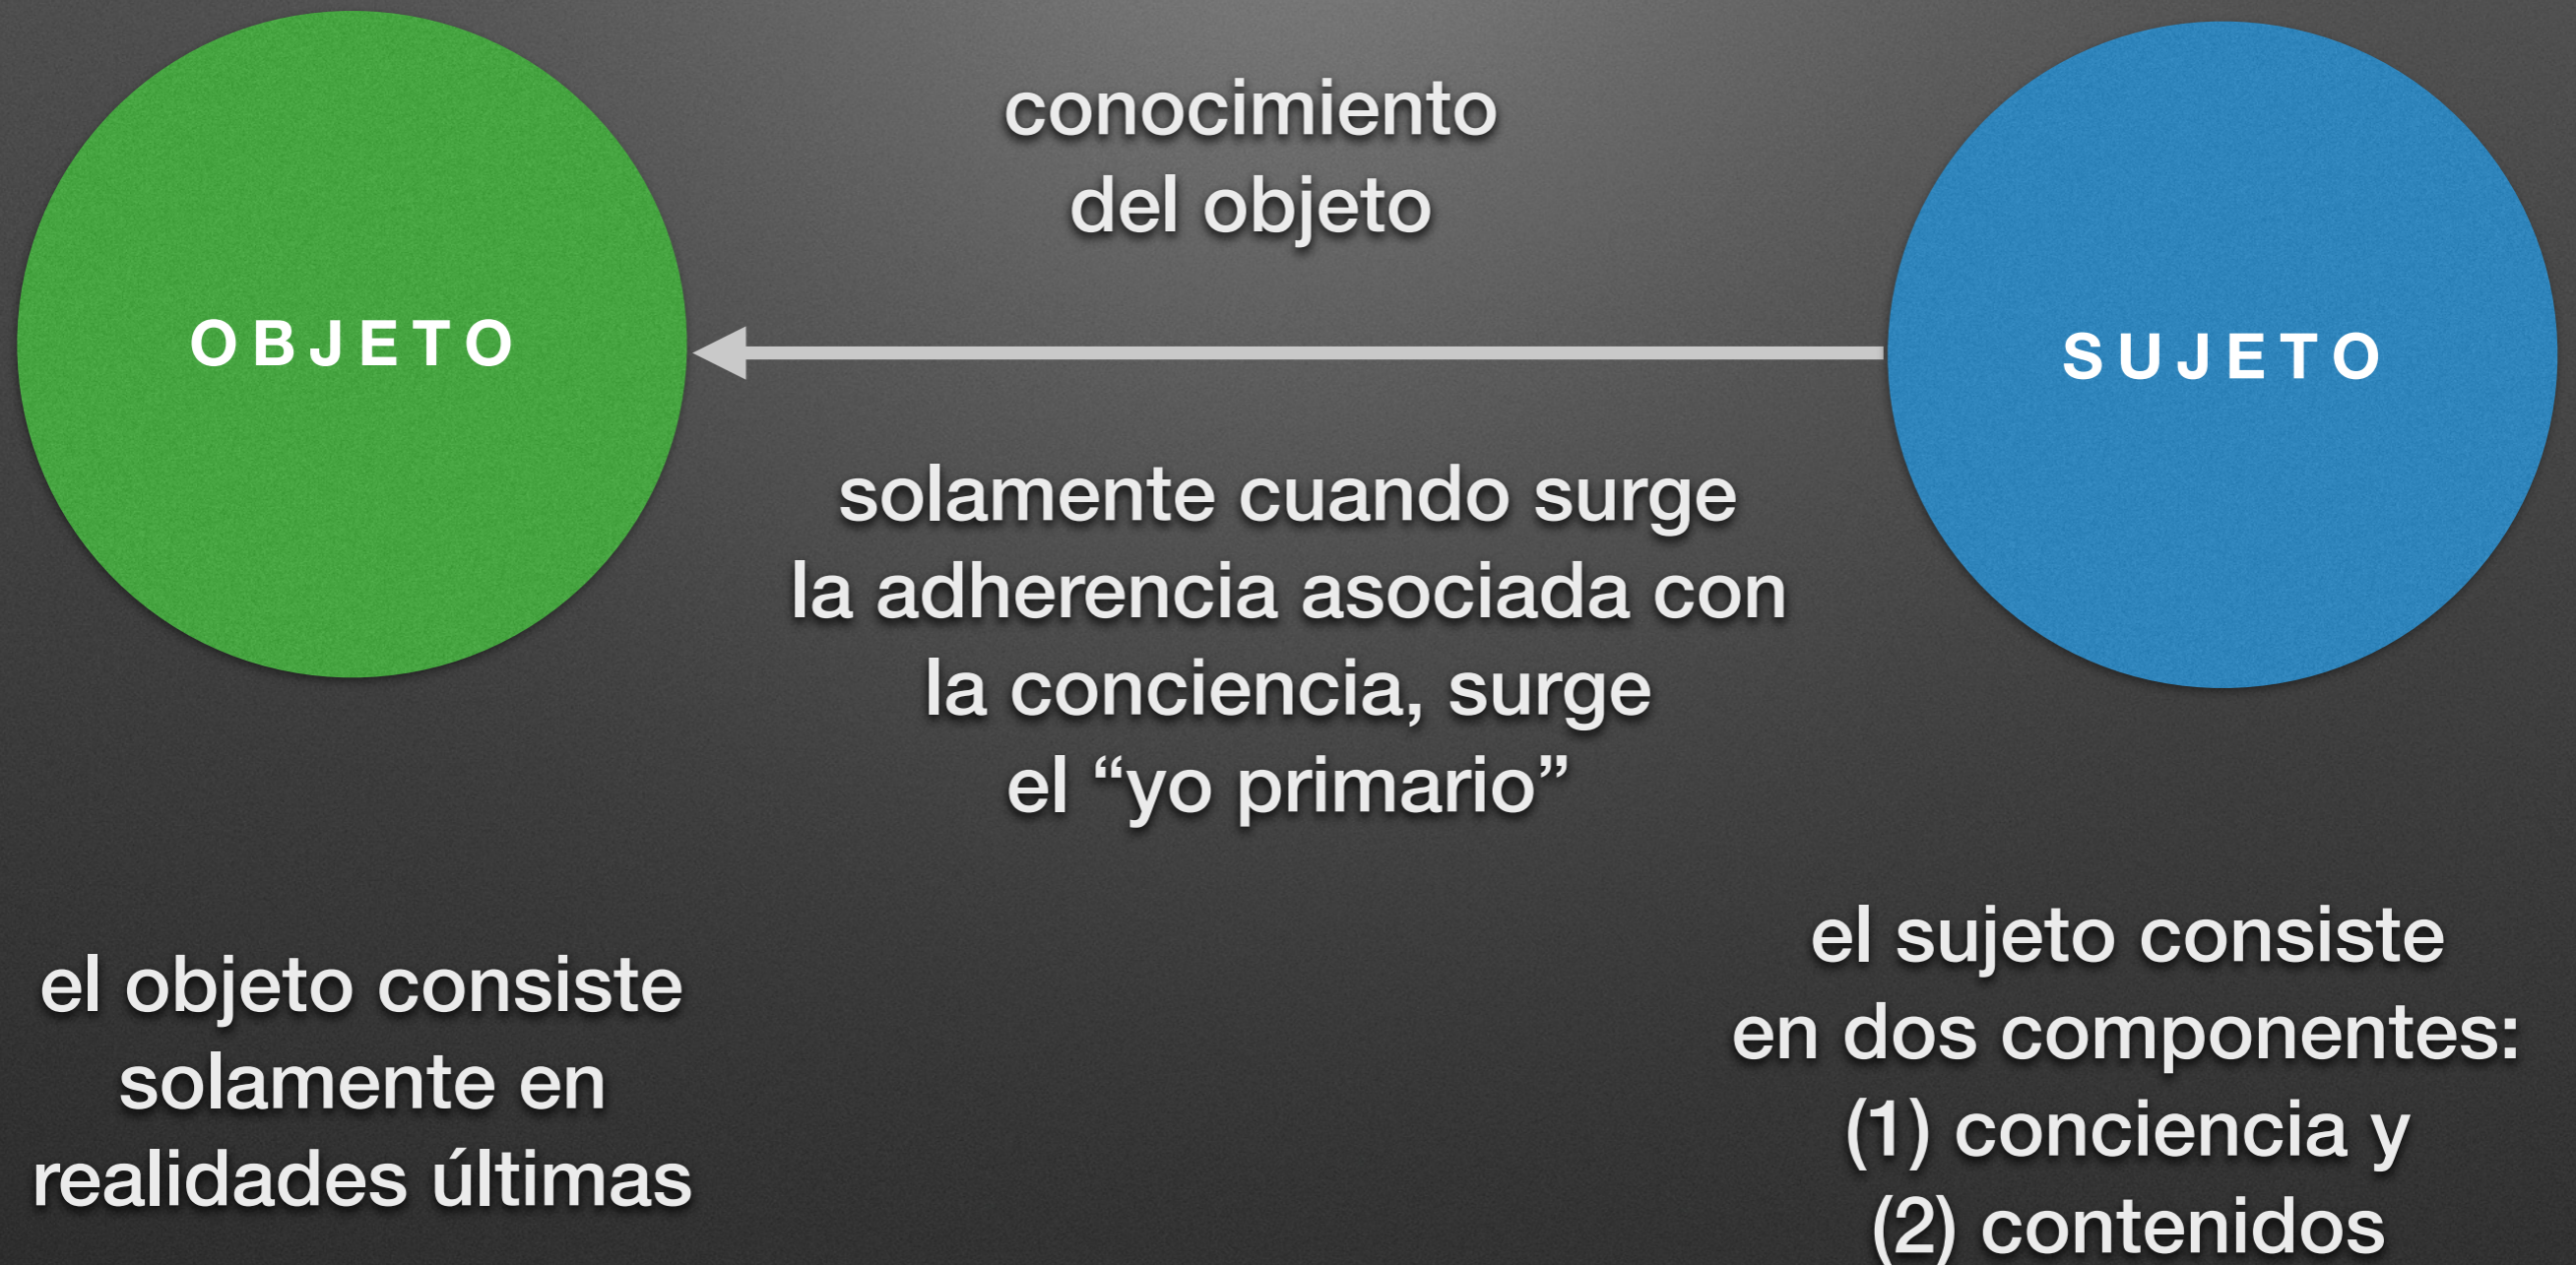 conocimiento
del objeto
OBJETO
SUJETO
solamente cuando surge
la adherencia asociada con
la conciencia, surge
el “yo primario”
el objeto consiste
solamente en
realidades últimas
el sujeto consiste
en dos componentes:
(1) conciencia y
(2) contenidos